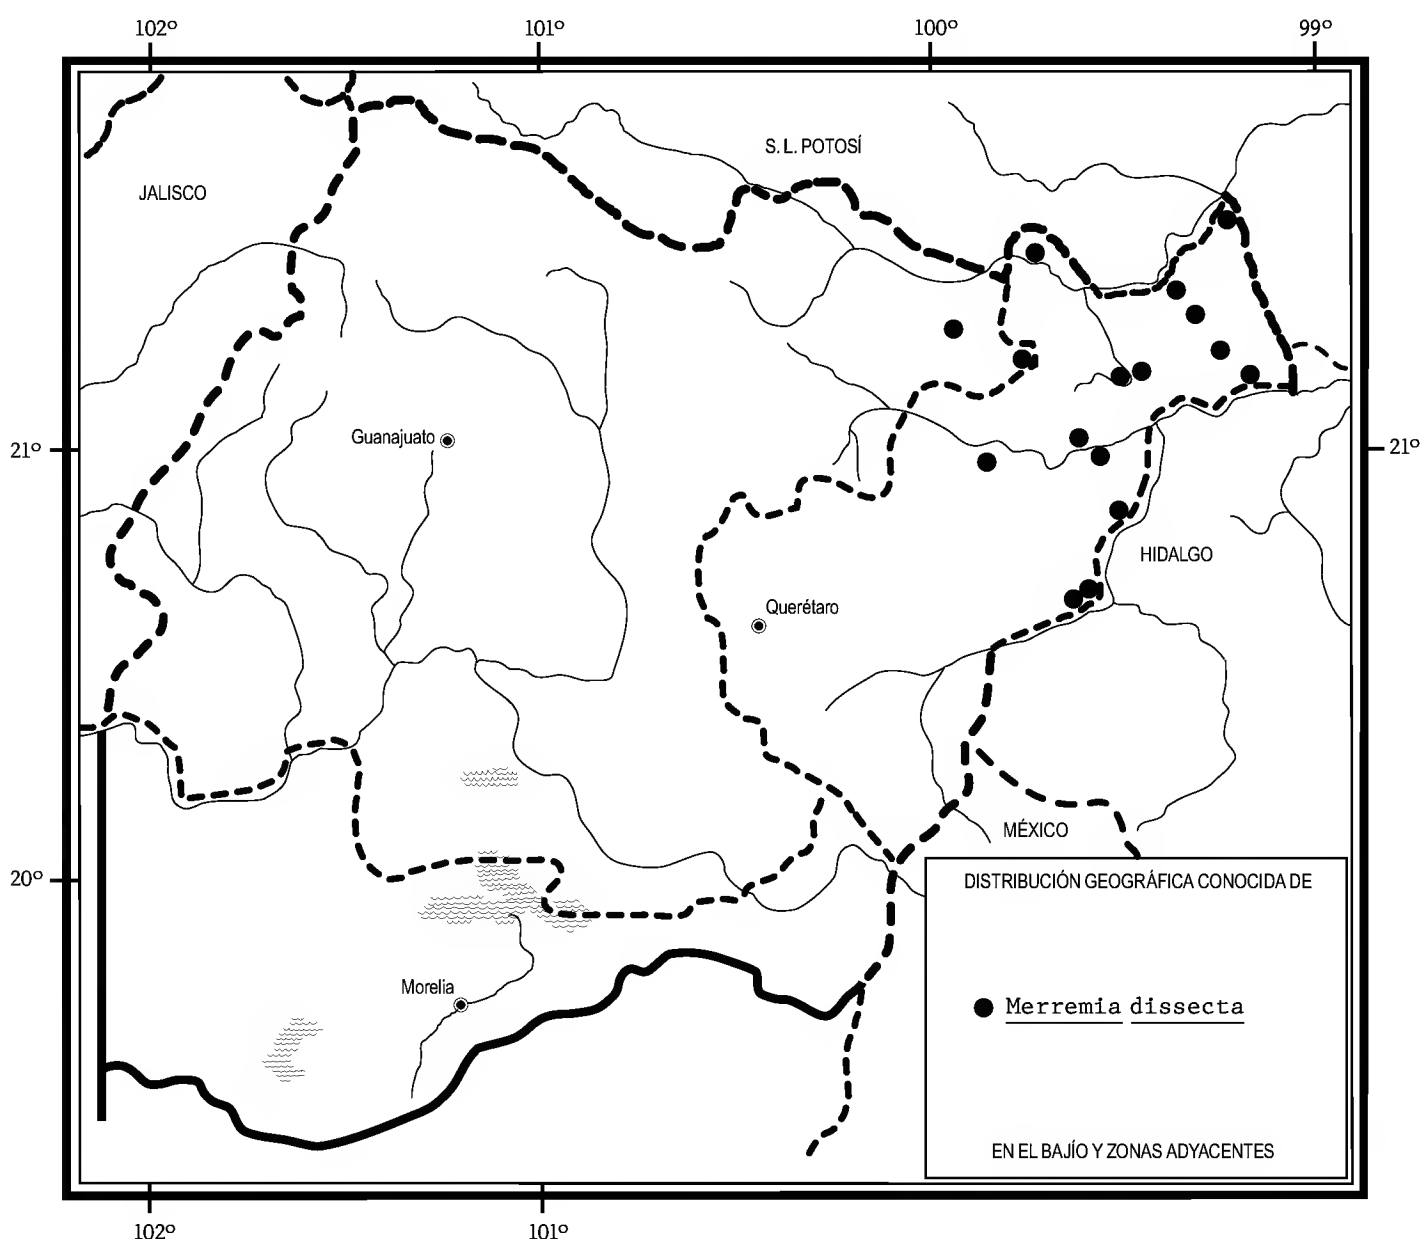 102º 101º 100º 99º
S. L. POTOSÍ
JALISCO
Guanajuato
21º 21º
HIDALGO
Querétaro
MÉXICO
20º
DISTRIBUCIÓN GEOGRÁFICA CONOCIDA DE
Morelia
Merremia dissecta
EN EL BAJÍO Y ZONAS ADYACENTES
102º 101º